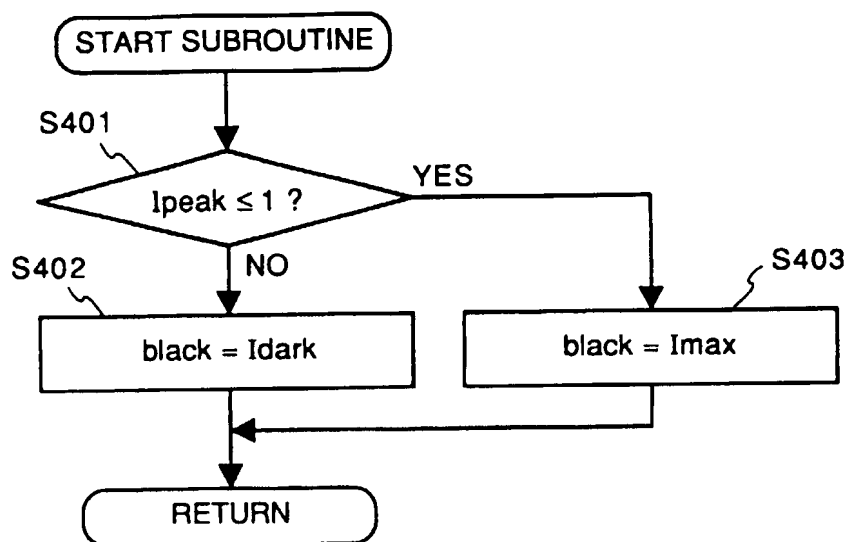 START SUBROUTINE
S401
Ipeak ≤ 1 ?
YES
NO
S402
black = Idark
S403
black = Imax
RETURN